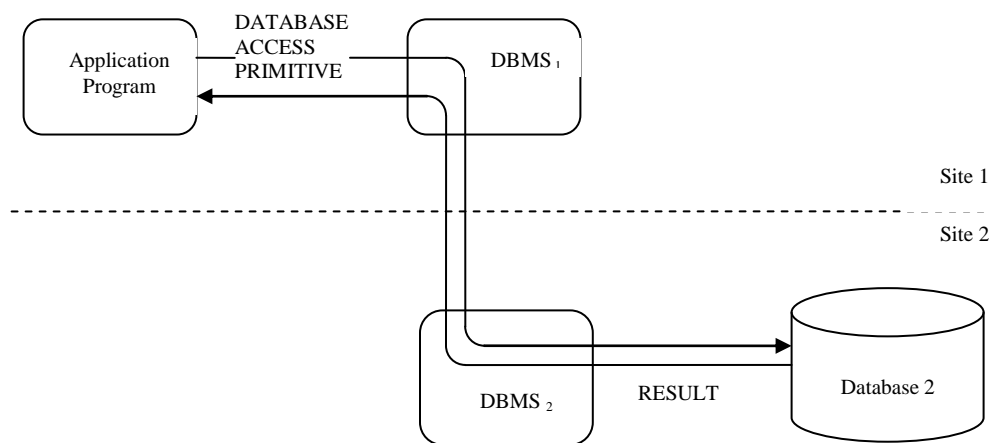 DATABASE
ACCESS
PRIMITIVE
Application
Program
DBMS 1
Site 1
Site 2
DBMS 2
RESULT
Database 2